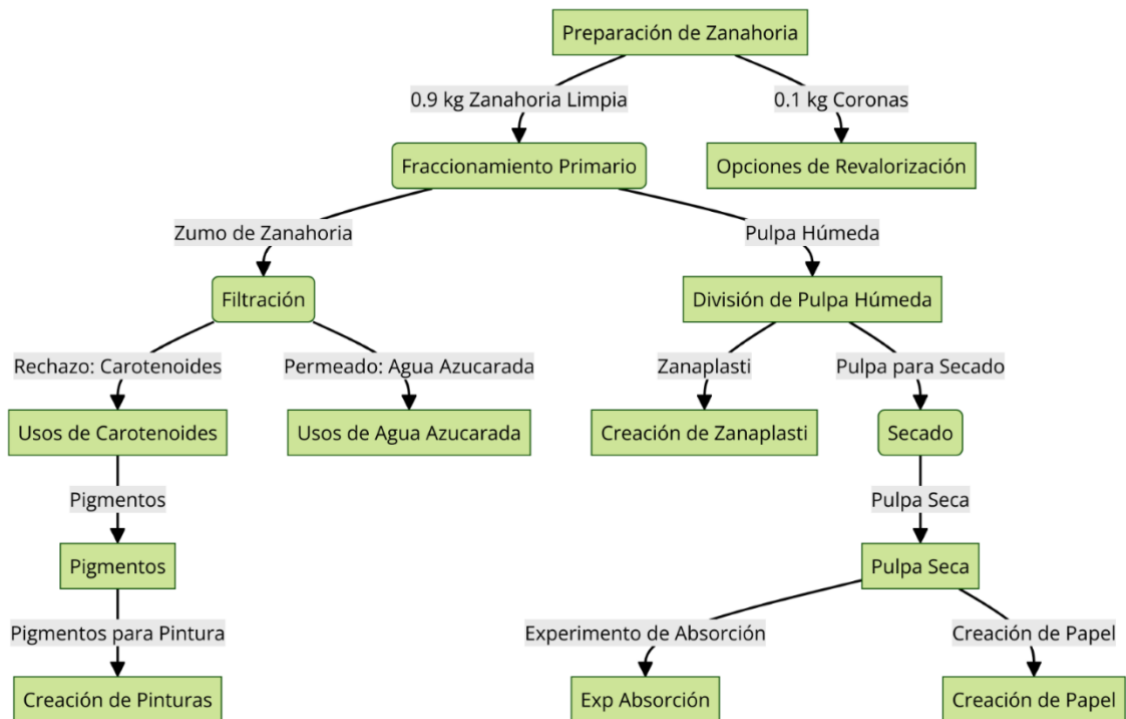 Preparación de Zanahoria
0.9 kg Zanahoria Limpia
0.1 kg Coronas
Fraccionamiento Primario
Opciones de Revalorización
Zumo de Zanahoria
Pulpa Húmeda
Filtración
División de Pulpa Húmeda
Rechazo: Carotenoides
Permeado: Agua Azucarada
Zanaplasti
Pulpa para Secado
Usos de Carotenoides
Usos de Agua Azucarada
Creación de Zanaplasti
Secado
Pigmentos
Pulpa Seca
Pigmentos
Pulpa Seca
Pigmentos para Pintura
Experimento de Absorción
Creación de Papel
Creación de Pinturas
Exp Absorción
Creación de Papel